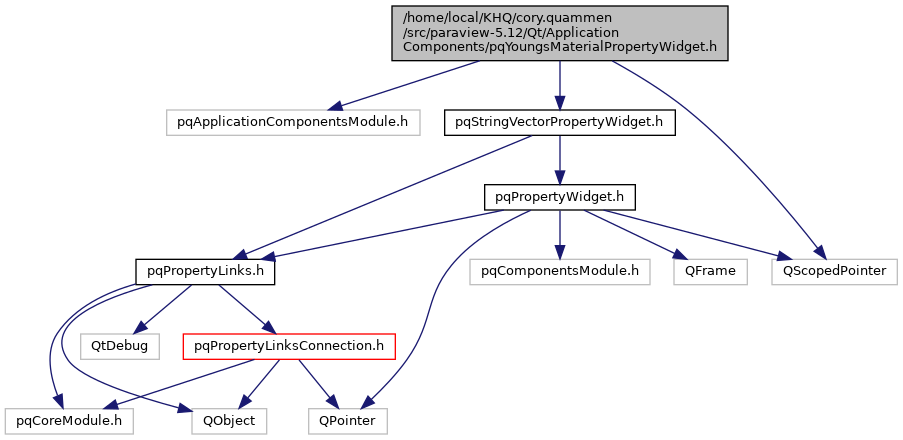 /home/local/KHQ/cory.quammen
/src/paraview-5.12/Qt/Application
Components/pqYoungsMaterialPropertyWidget.h
pqApplicationComponentsModule.h
pqStringVectorPropertyWidget.h
pqPropertyWidget.h
pqPropertyLinks.h
pqComponentsModule.h
QFrame
QScopedPointer
QtDebug
pqPropertyLinksConnection.h
pqCoreModule.h
QObject
QPointer